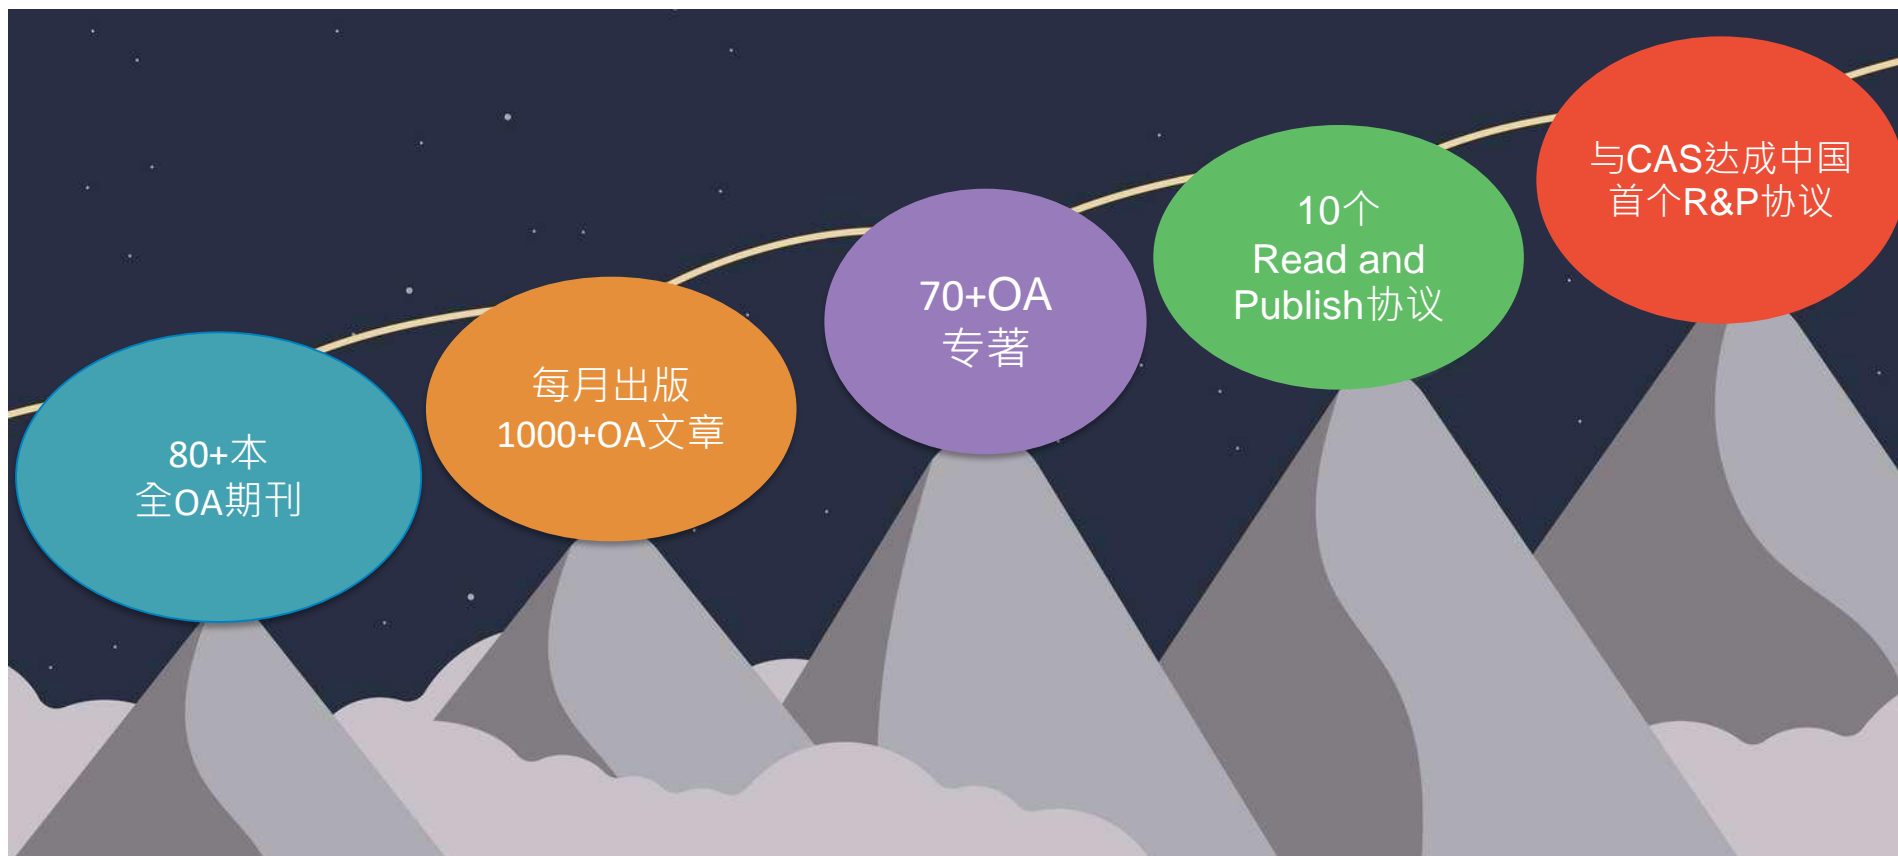 80+本
全OA期刊
每月出版
1000+OA文章
70+OA
专著
10个
Read and
Publish协议
与CAS达成中国
首个R&P协议